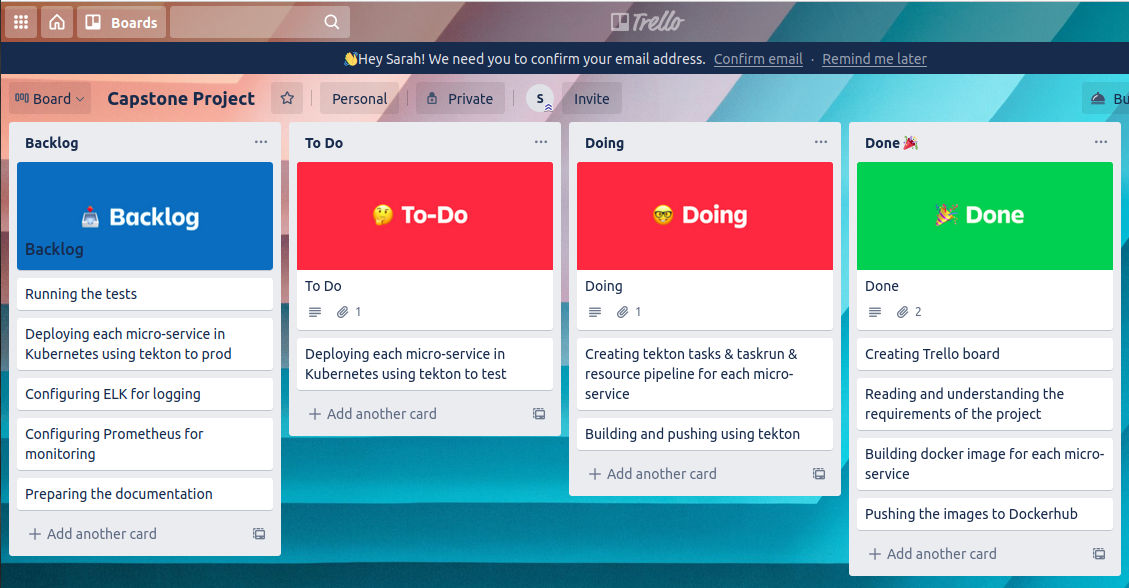 Boards
Trello
👋Hey Sarah! We need you to confirm your email address. Confirm email · Remind me later
Board
Capstone Project
Personal
Private
S
Invite
Bu
Backlog
Backlog
Backlog
Running the tests
Deploying each micro-service in
Kubernetes using tekton to prod
Configuring ELK for logging
Configuring Prometheus for
monitoring
Preparing the documentation
+ Add another card
To Do
🤔 To-Do
To Do
1
Deploying each micro-service in
Kubernetes using tekton to test
+ Add another card
Doing
🤓 Doing
Doing
1
Creating tekton tasks & taskrun &
resource pipeline for each micro-
service
Building and pushing using tekton
+ Add another card
Done 🎉
🎉 Done
Done
2
Creating Trello board
Reading and understanding the
requirements of the project
Building docker image for each micro-
service
Pushing the images to Dockerhub
+ Add another card